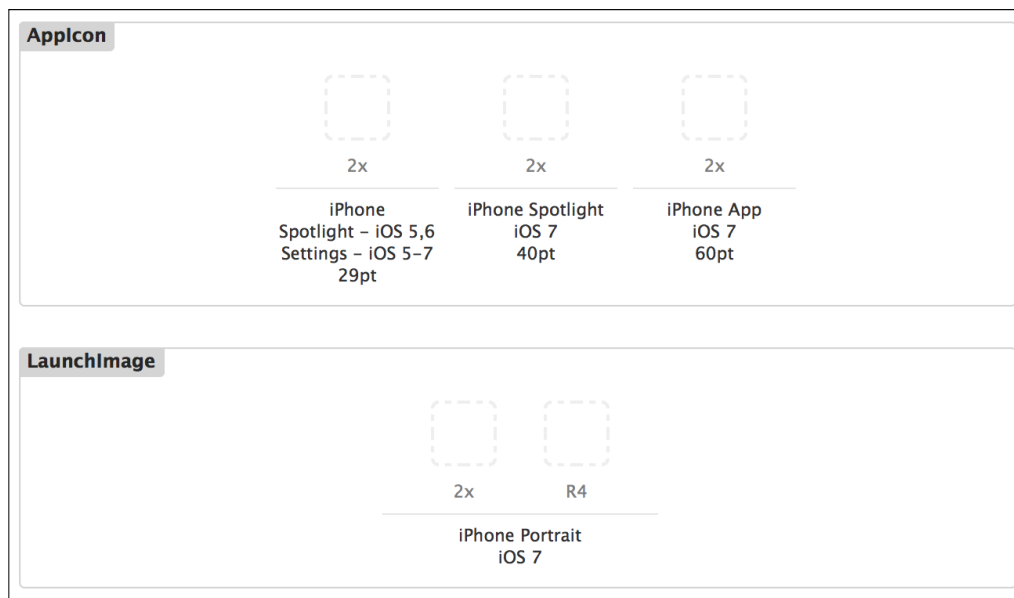 AppIcon
2x
2x
2x
iPhone
Spotlight – iOS 5,6
Settings – iOS 5–7
29pt
iPhone Spotlight
iOS 7
40pt
iPhone App
iOS 7
60pt
LaunchImage
2x
R4
iPhone Portrait
iOS 7